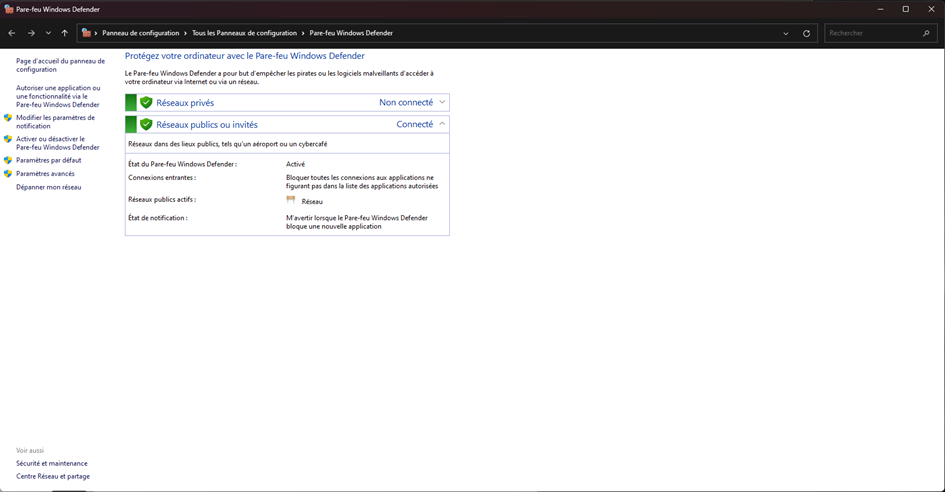 Pare-feu Windows Defender
Panneau de configuration > Tous les Panneaux de configuration > Pare-feu Windows Defender
Rechercher
Page d'accueil du panneau de
configuration
Autoriser une application ou
une fonctionnalité via le
Pare-feu Windows Defender
Modifier les paramètres de
notification
Activer ou désactiver le
Pare-feu Windows Defender
Paramètres par défaut
Paramètres avancés
Dépanner mon réseau
Protégez votre ordinateur avec le Pare-feu Windows Defender
Le Pare-feu Windows Defender a pour but d'empêcher les pirates ou les logiciels malveillants d'accéder à
votre ordinateur via Internet ou via un réseau.
Réseaux privés Non connecté
Réseaux publics ou invités Connecté
Réseaux dans des lieux publics, tels qu'un aéroport ou un cybercafé
État du Pare-feu Windows Defender : Activé
Connexions entrantes : Bloquer toutes les connexions aux applications ne
figurant pas dans la liste des applications autorisées
Réseaux publics actifs : Réseau
État de notification : M'avertir lorsque le Pare-feu Windows Defender
bloque une nouvelle application
Voir aussi
Sécurité et maintenance
Centre Réseau et partage